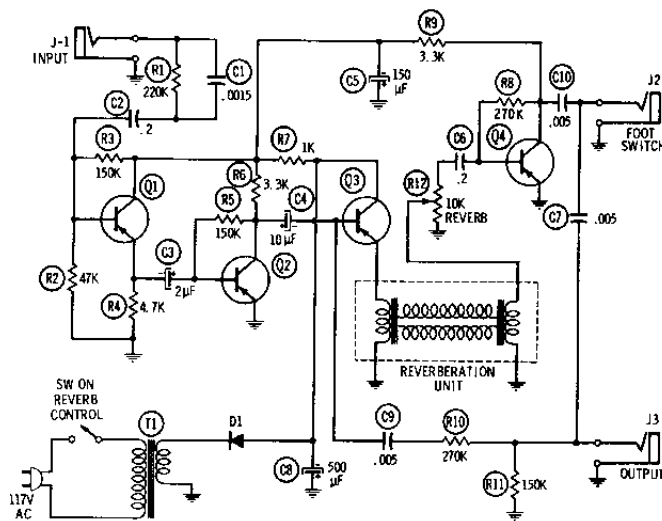 J-1
INPUT
R1
220K
C1
.0015
C2
.2
R3
150K
R9
3.3K
C5
150
µF
R7
1K
R6
3.3K
R5
150K
C4
10µF
Q1
Q2
Q3
C3
2µF
R2
47K
R4
4.7K
R8
270K
C10
.005
C6
.2
Q4
R12
10K
REVERB
J2
FOOT
SWITCH
C7
.005
REVERBERATION
UNIT
SW ON
REVERB
CONTROL
T1
D1
117V
AC
C8
500
µF
C9
.005
R10
270K
R11
150K
J3
OUTPUT